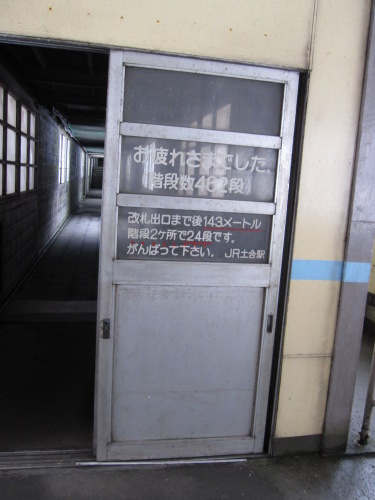 お疲れさまでした。
(階段数462段)
改札出口まで後143メートル
階段2ケ所で24段です。
がんばって下さい。 JR土合駅